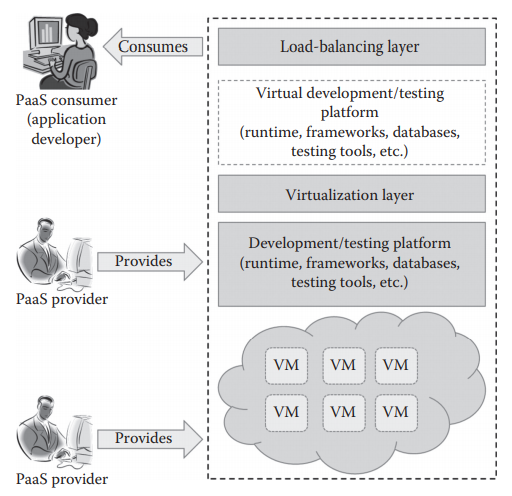 Consumes
PaaS consumer
(application
developer)
Load-balancing layer
Virtual development/testing
platform
(runtime, frameworks, databases,
testing tools, etc.)
Virtualization layer
PaaS provider
Provides
Development/testing platform
(runtime, frameworks, databases,
testing tools, etc.)
VM VM VM
VM VM VM
Provides
PaaS provider